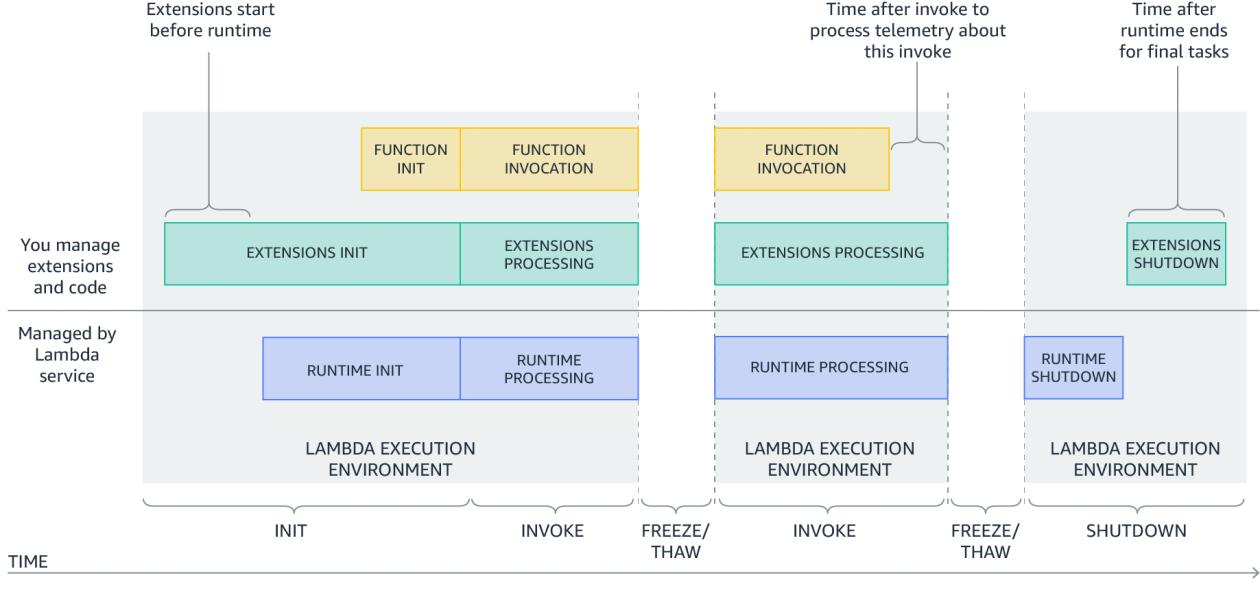 Extensions start
before runtime
Time after invoke to
process telemetry about
this invoke
Time after
runtime ends
for final tasks
FUNCTION
INIT
FUNCTION
INVOCATION
FUNCTION
INVOCATION
You manage
extensions
and code
EXTENSIONS INIT
EXTENSIONS
PROCESSING
EXTENSIONS PROCESSING
EXTENSIONS
SHUTDOWN
Managed by
Lambda
service
RUNTIME INIT
RUNTIME
PROCESSING
RUNTIME PROCESSING
RUNTIME
SHUTDOWN
LAMBDA EXECUTION
ENVIRONMENT
LAMBDA EXECUTION
ENVIRONMENT
LAMBDA EXECUTION
ENVIRONMENT
INIT
INVOKE
FREEZE/
THAW
INVOKE
FREEZE/
THAW
SHUTDOWN
TIME